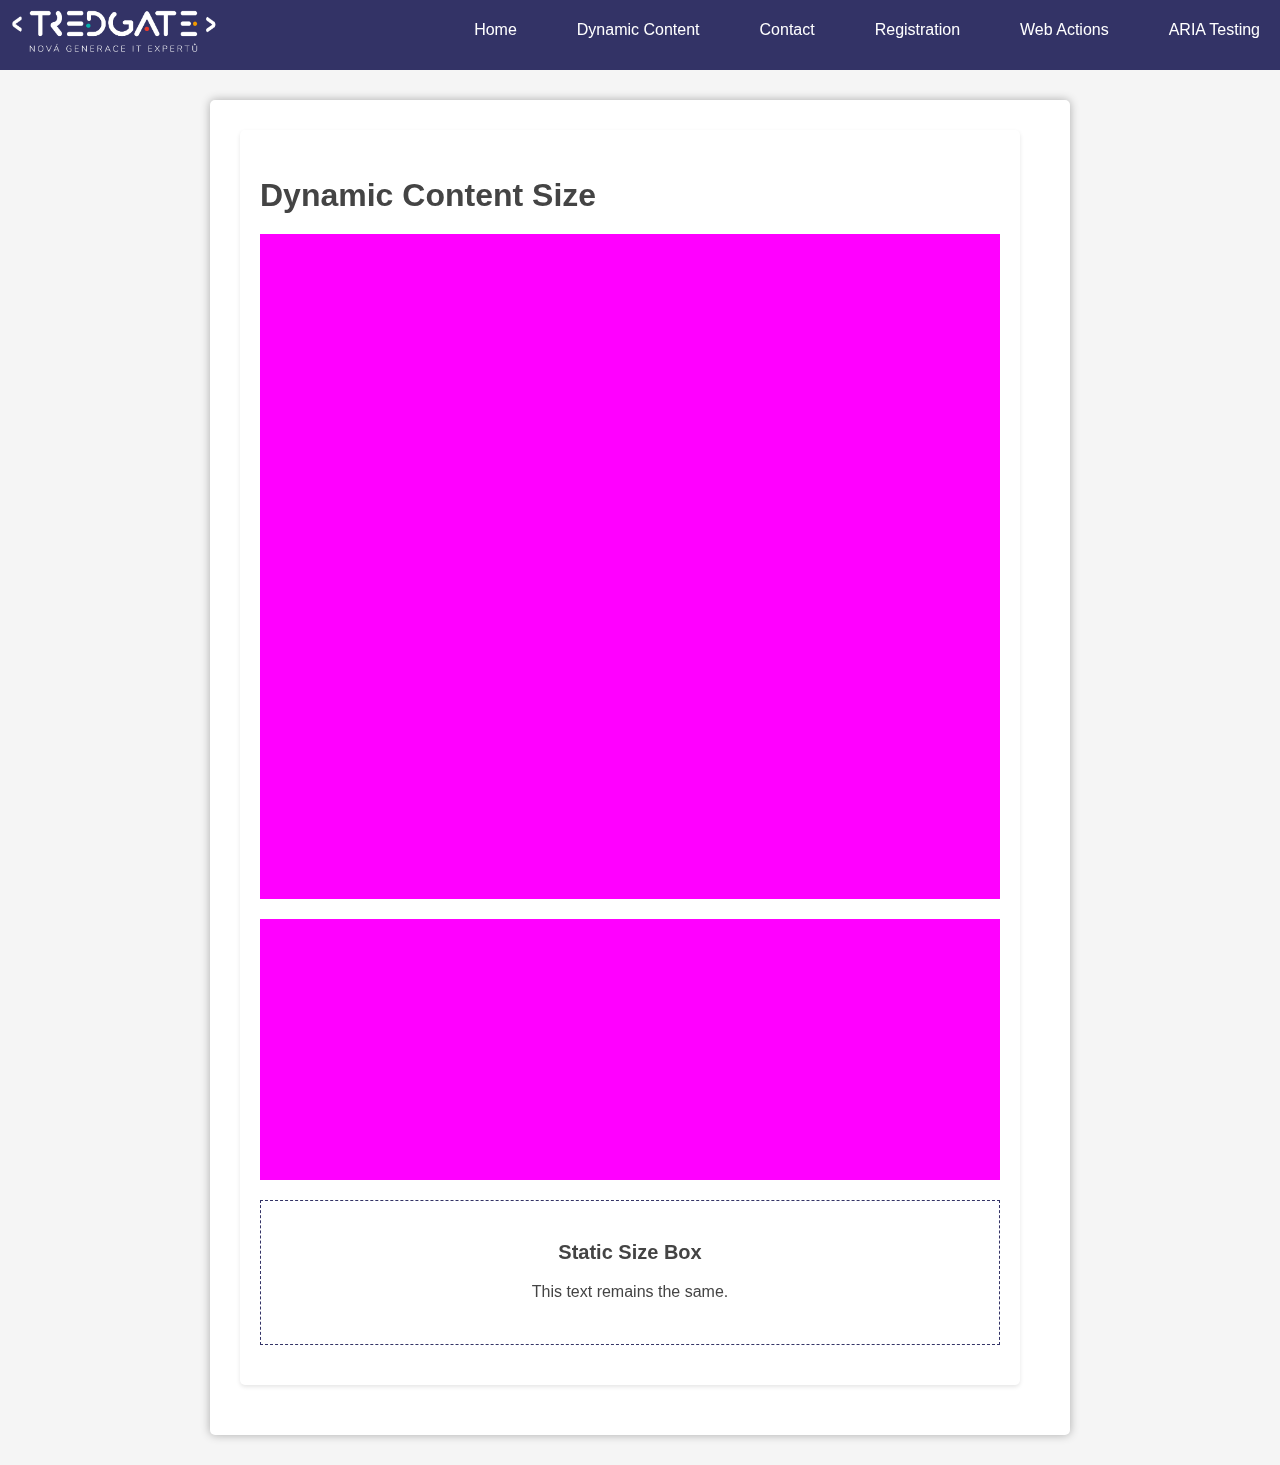 TREDGATE
NOVÁ GENERACE IT EXPERTŮ
Home
Dynamic Content
Contact
Registration
Web Actions
ARIA Testing
Dynamic Content Size
Static Size Box
This text remains the same.